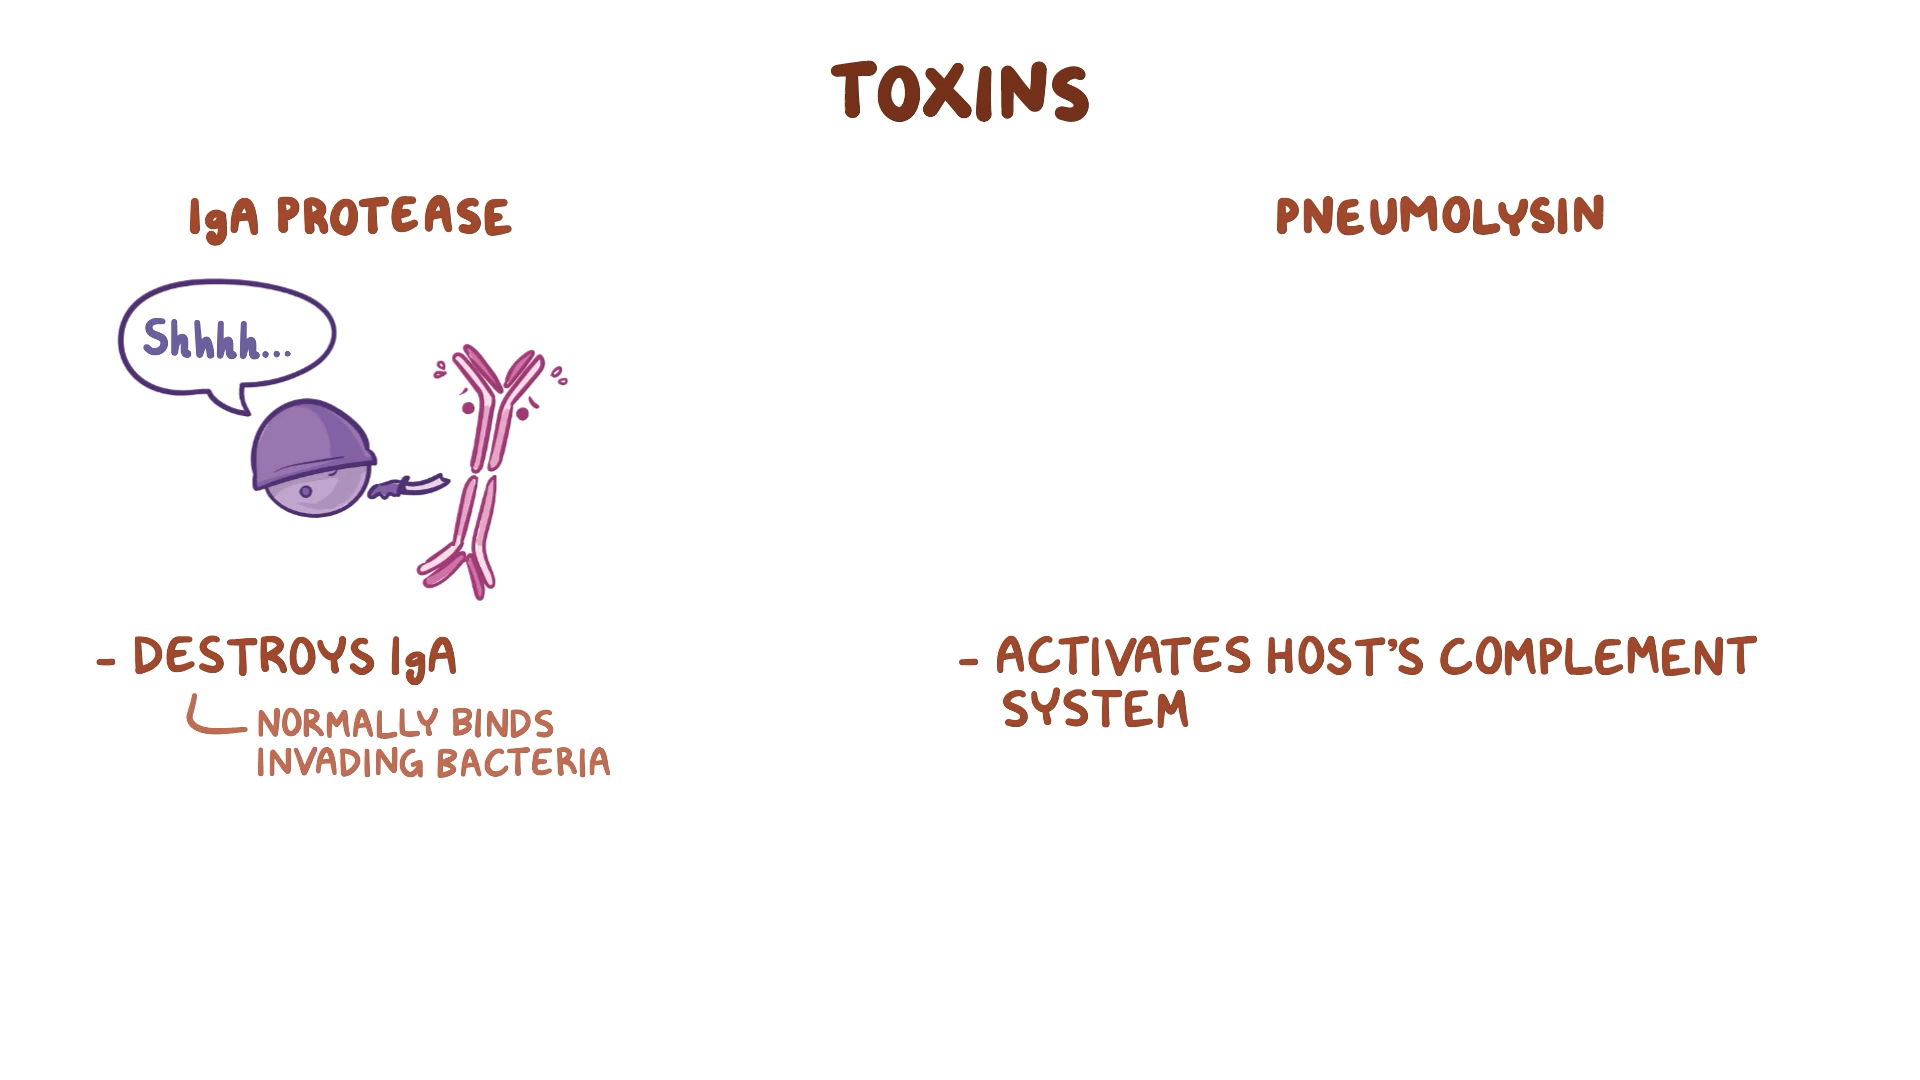 TOXINS
IgA PROTEASE
Shhhh...
- DESTROYS IgA
NORMALLY BINDS
INVADING BACTERIA
PNEUMOLYSIN
- ACTIVATES HOST'S COMPLEMENT
SYSTEM